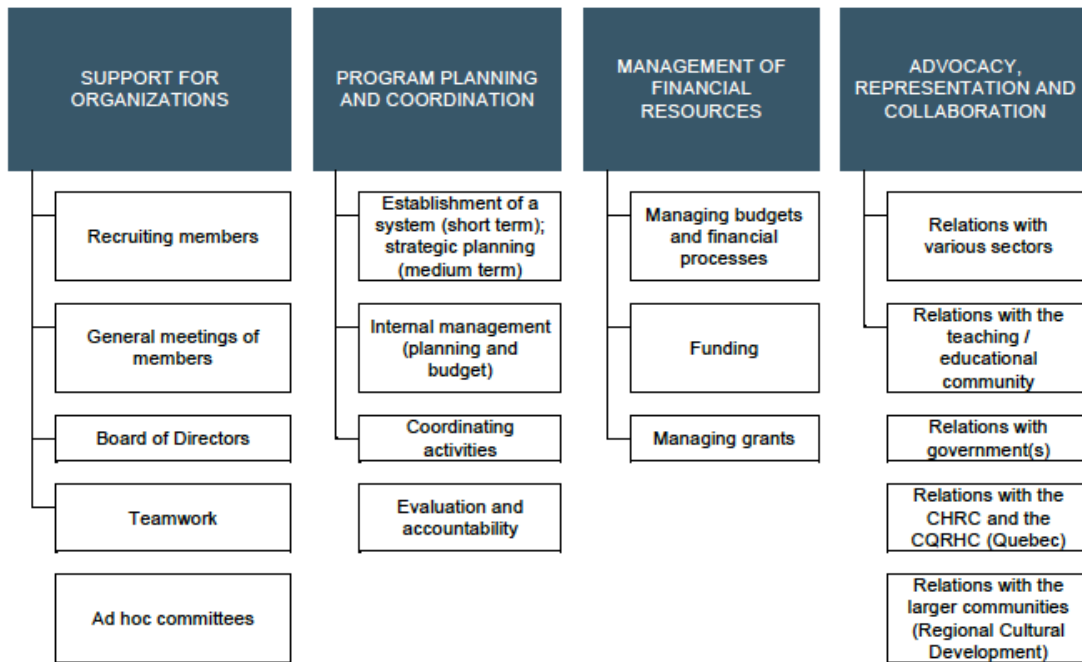 SUPPORT FOR
ORGANIZATIONS
Recruiting members
General meetings of
members
Board of Directors
Teamwork
Ad hoc committees
PROGRAM PLANNING
AND COORDINATION
Establishment of a
system (short term);
strategic planning
(medium term)
Internal management
(planning and
budget)
Coordinating
activities
Evaluation and
accountability
MANAGEMENT OF
FINANCIAL
RESOURCES
Managing budgets
and financial
processes
Funding
Managing grants
ADVOCACY,
REPRESENTATION AND
COLLABORATION
Relations with
various sectors
Relations with the
teaching /
educational
community
Relations with
government(s)
Relations with the
CHRC and the
CQRHC (Quebec)
Relations with the
larger communities
(Regional Cultural
Development)